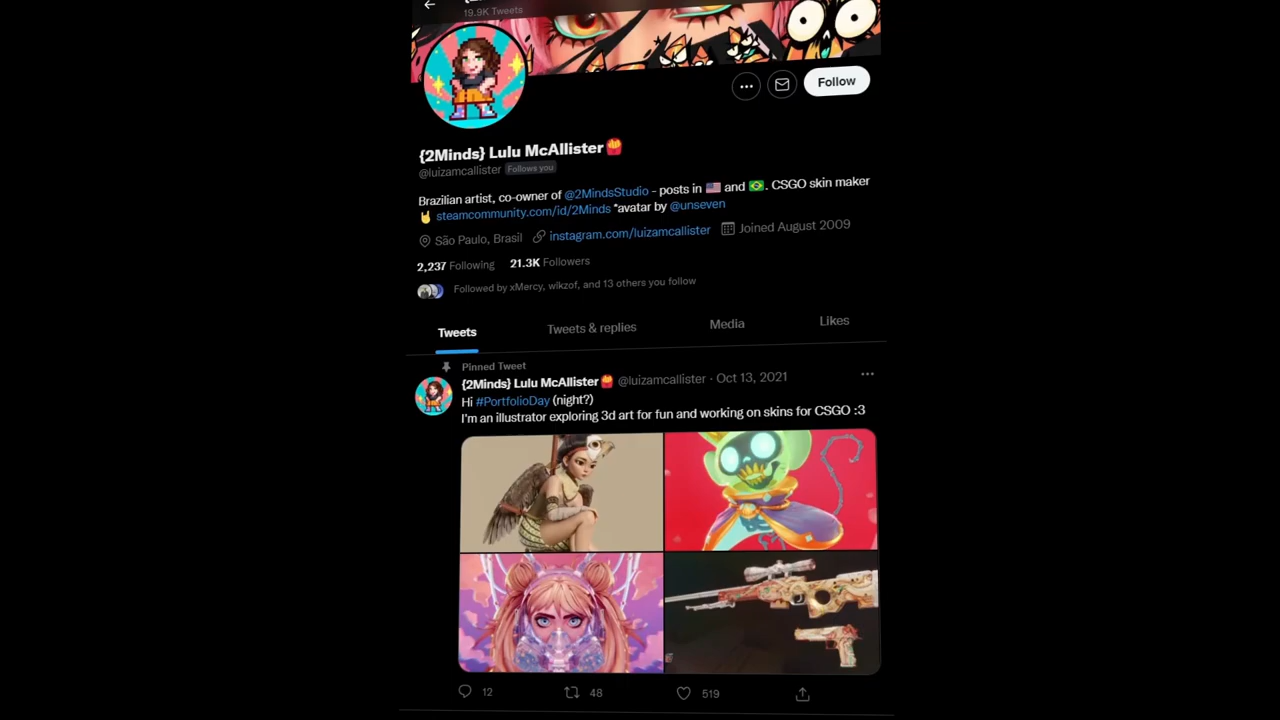 19.9K Tweets
Follow
{2Minds} Lulu McAllister🍟
@luizamcallister Follows you
Brazilian artist, co-owner of @2MindsStudio - posts in 🇺🇸 and 🇧🇷. CSGO skin maker
🤘 steamcommunity.com/id/2Minds *avatar by @unseven
São Paulo, Brasil instagram.com/luizamcallister Joined August 2009
2,237 Following 21.3K Followers
Followed by xMercy, wikzof, and 13 others you follow
Tweets Tweets & replies Media Likes
Pinned Tweet
{2Minds} Lulu McAllister🍟 @luizamcallister · Oct 13, 2021
Hi #PortfolioDay (night?)
I'm an illustrator exploring 3d art for fun and working on skins for CSGO :3
12 48 519